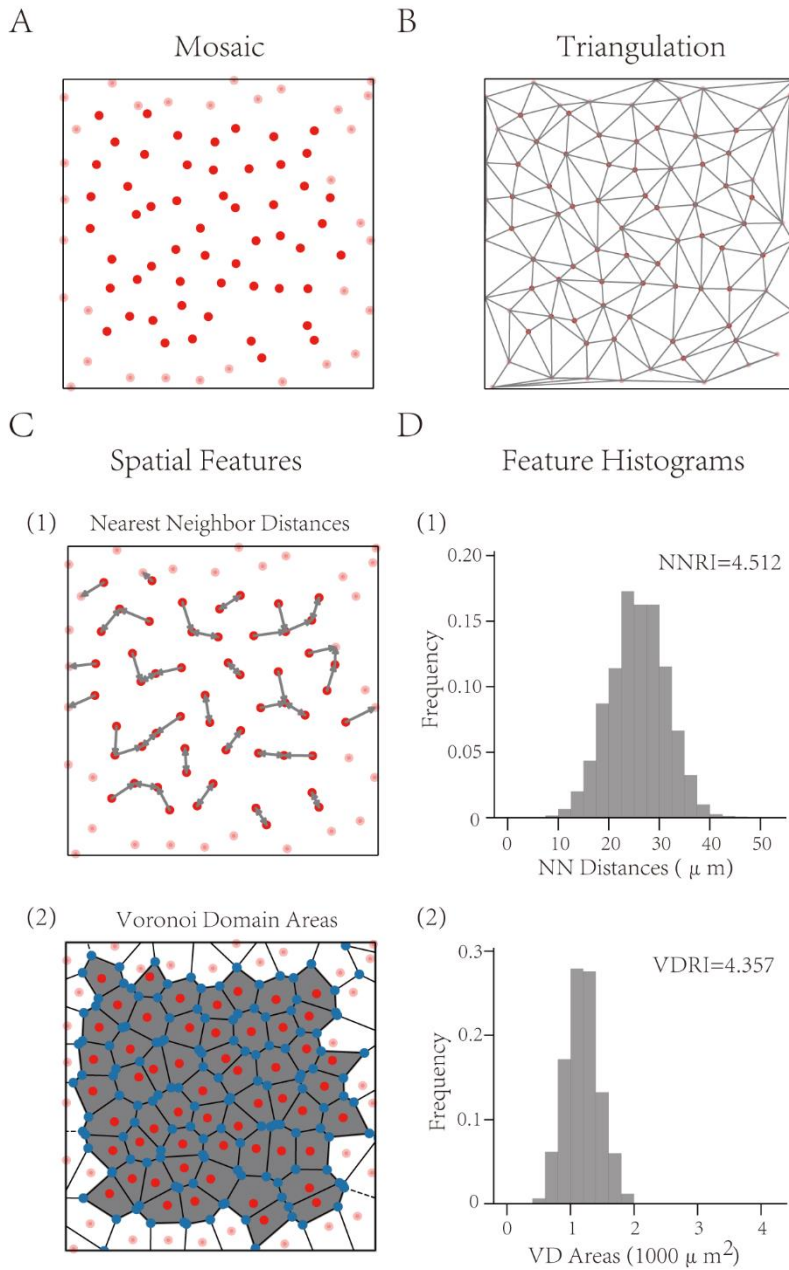 A
Mosaic
B
Triangulation
C
Spatial Features
(1)
Nearest Neighbor Distances
(2)
Voronoi Domain Areas
D
Feature Histograms
(1)
NNRI=4.512
Frequency
0.20
0.15
0.10
0.05
0
0 10 20 30 40 50
NN Distances ( μ m)
(2)
VDRI=4.357
Frequency
0.3
0.2
0.1
0
0 1 2 3 4
VD Areas (1000 μ m²)